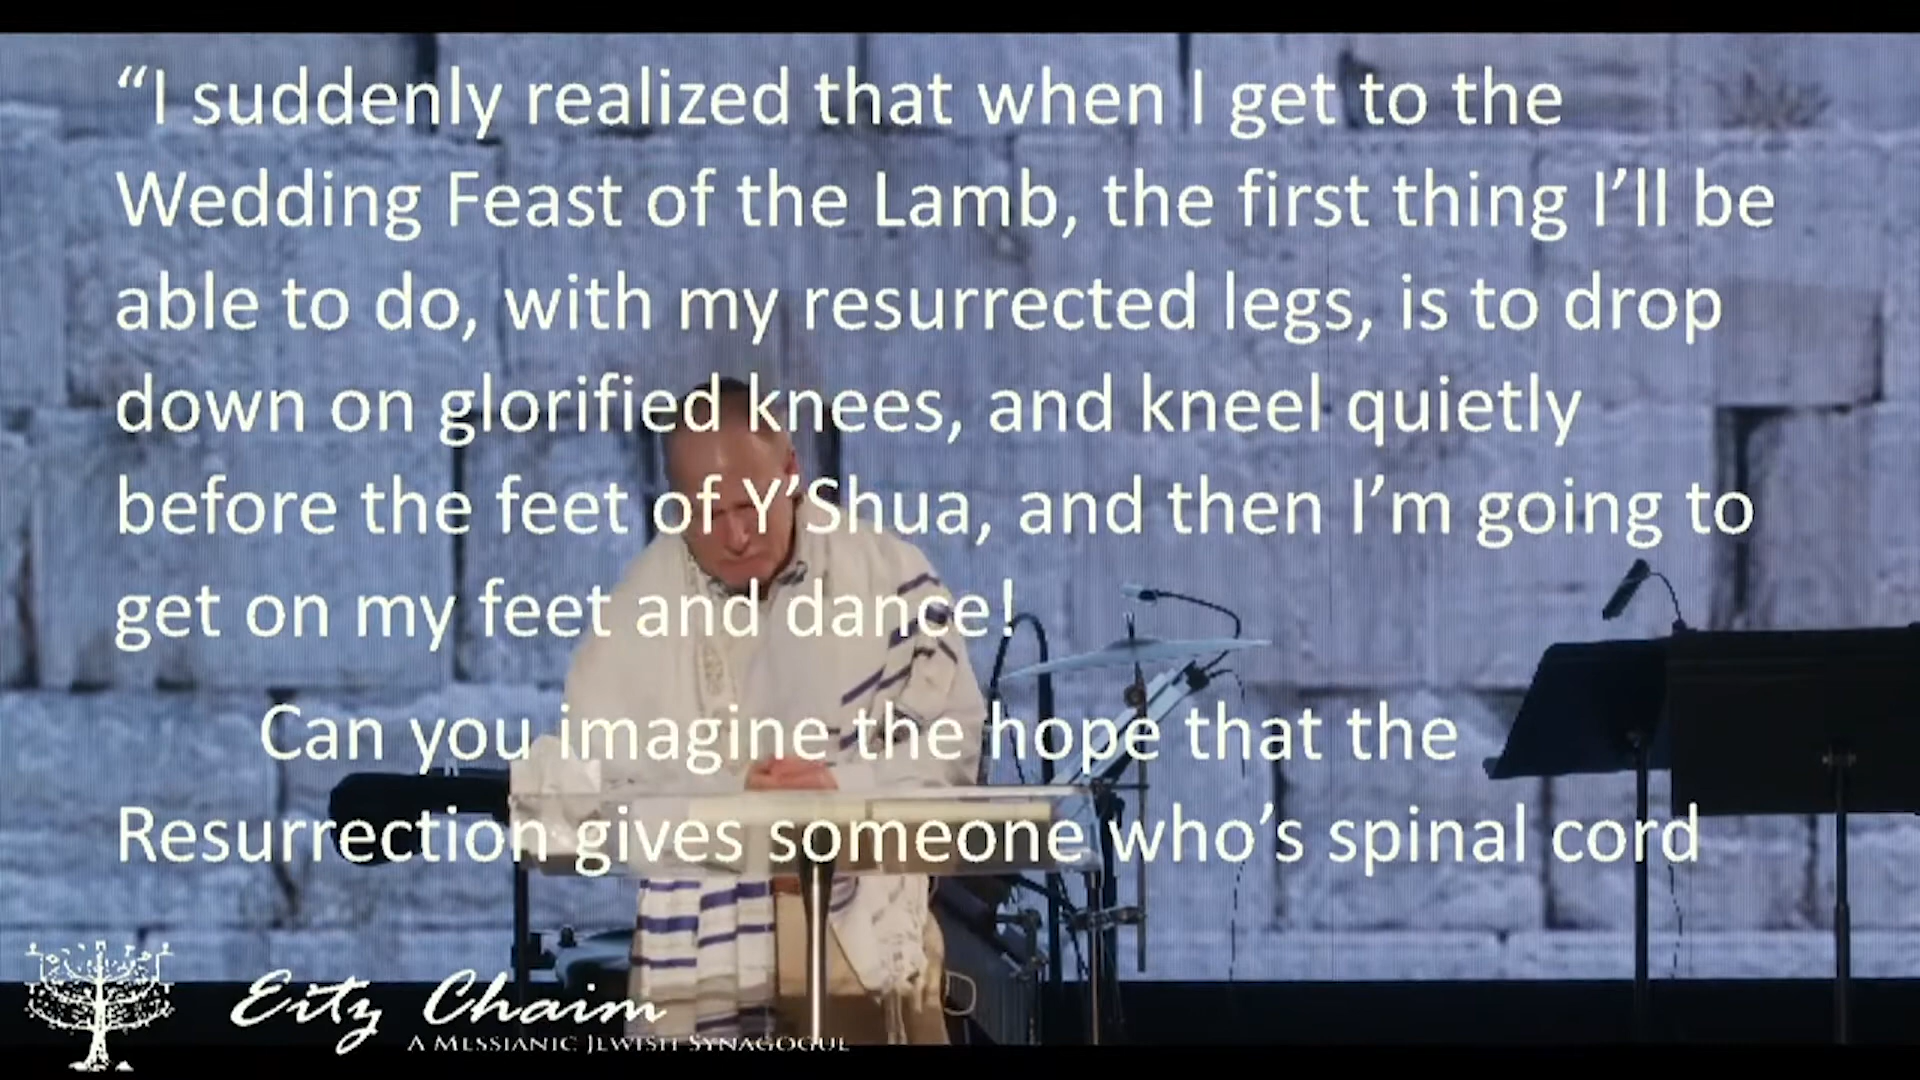 “I suddenly realized that when I get to the
Wedding Feast of the Lamb, the first thing I’ll be
able to do, with my resurrected legs, is to drop
down on glorified knees, and kneel quietly
before the feet of Y’Shua, and then I’m going to
get on my feet and dance!
Can you imagine the hope that the
Resurrection gives someone who’s spinal cord
Eitz Chaim
A Messianic Jewish Synagogue